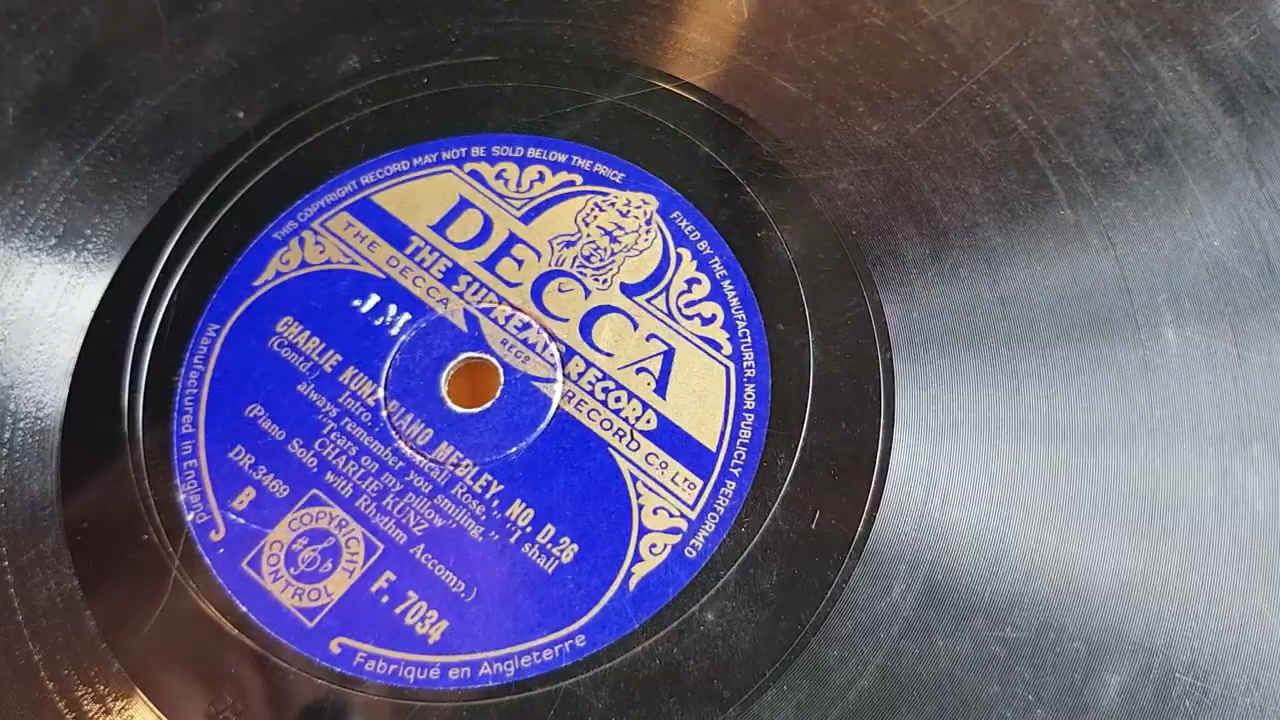 THIS COPYRIGHT RECORD MAY NOT BE SOLD BELOW THE PRICE FIXED BY THE MANUFACTURER. NOR PUBLICLY PERFORMED
DECCA
THE SUPREME RECORD
REGD
THE DECCA RECORD CO. LTD
CHARLIE KUNZ PIANO MEDLEY, NO. D.26
(Contd.)
Intro. Rose," "I shall
always remember you smiling,"
"Tears on my pillow"
CHARLIE KUNZ
(Piano Solo, with Rhythm Accomp.)
DR.3469
B
COPYRIGHT
CONTROL
F. 7034
Manufactured in England
Fabriqué en Angleterre